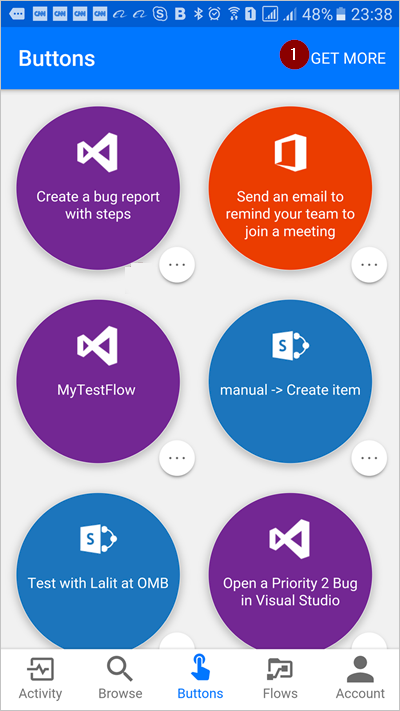 CNN CNN CNN CNN S B 1 48% 23:38
Buttons 1 GET MORE
Create a bug report
with steps
Send an email to
remind your team to
join a meeting
MyTestFlow
S
manual -> Create item
S
Test with Lalit at OMB
Open a Priority 2 Bug
in Visual Studio
Activity Browse Buttons Flows Account